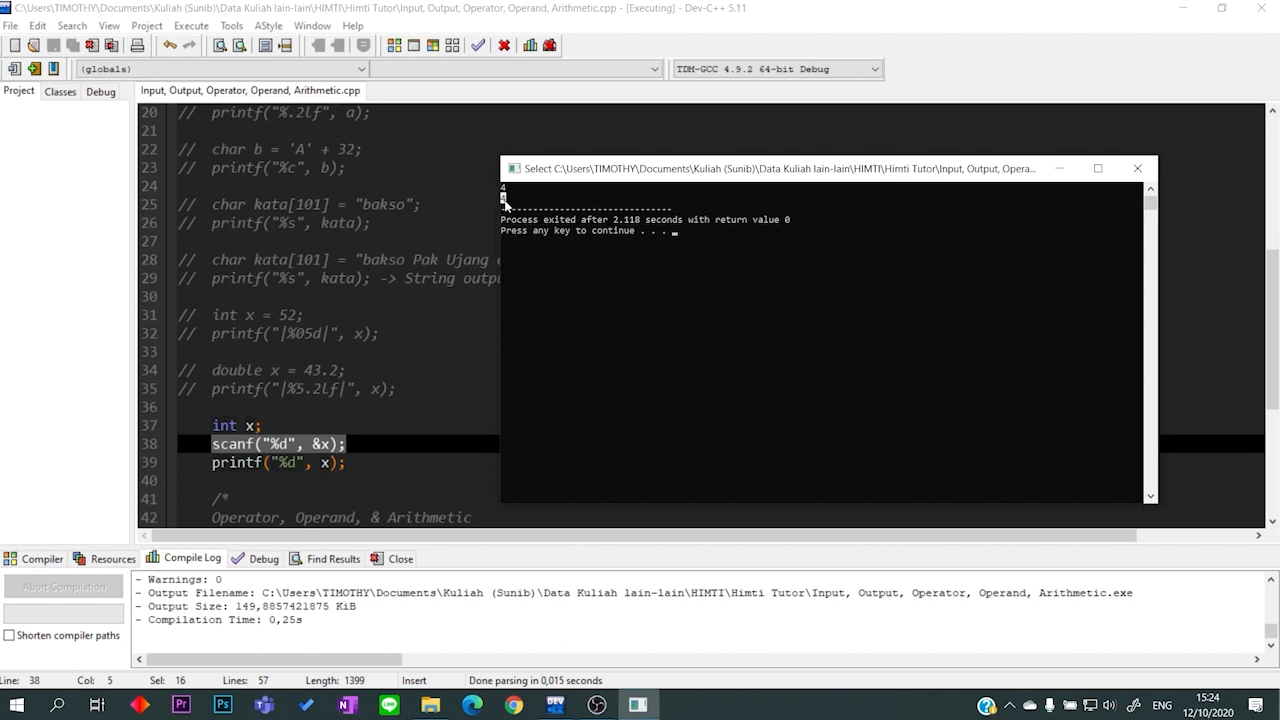 C:\Users\TIMOTHY\Documents\Kuliah (Sunib)\Data Kuliah lain-lain\HIMTI\Himti Tutor\Input, Output, Operator, Operand, Arithmetic.cpp - [Executing] - Dev-C++ 5.11
File Edit Search View Project Execute Tools AStyle Window Help
(globals) TDM-GCC 4.9.2 64-bit Debug
Project Classes Debug Input, Output, Operator, Operand, Arithmetic.cpp
20 // printf("%.2lf", a);
21
22 // char b = 'A' + 32;
23 // printf("%c", b);
24
25 // char kata[101] = "bakso";
26 // printf("%s", kata);
27
28 // char kata[101] = "bakso Pak Ujang
29 // printf("%s", kata); -> String outpu
30
31 // int x = 52;
32 // printf("|%05d|", x);
33
34 // double x = 43.2;
35 // printf("|%5.2lf|", x);
36
37 int x;
38 scanf("%d", &x);
39 printf("%d", x);
40
41 /*
42 Operator, Operand, & Arithmetic
Select C:\Users\TIMOTHY\Documents\Kuliah (Sunib)\Data Kuliah lain-lain\HIMTI\Himti Tutor\Input, Output, Opera...
4
4
--------------------------------
Process exited after 2.118 seconds with return value 0
Press any key to continue . . .
Compiler Resources Compile Log Debug Find Results Close
Abort Compilation
Shorten compiler paths
- Warnings: 0
- Output Filename: C:\Users\TIMOTHY\Documents\Kuliah (Sunib)\Data Kuliah lain-lain\HIMTI\Himti Tutor\Input, Output, Operator, Operand, Arithmetic.exe
- Output Size: 149,8857421875 KiB
- Compilation Time: 0,25s
Line: 38 Col: 5 Sel: 16 Lines: 57 Length: 1399 Insert Done parsing in 0,015 seconds
ENG
15:24
12/10/2020